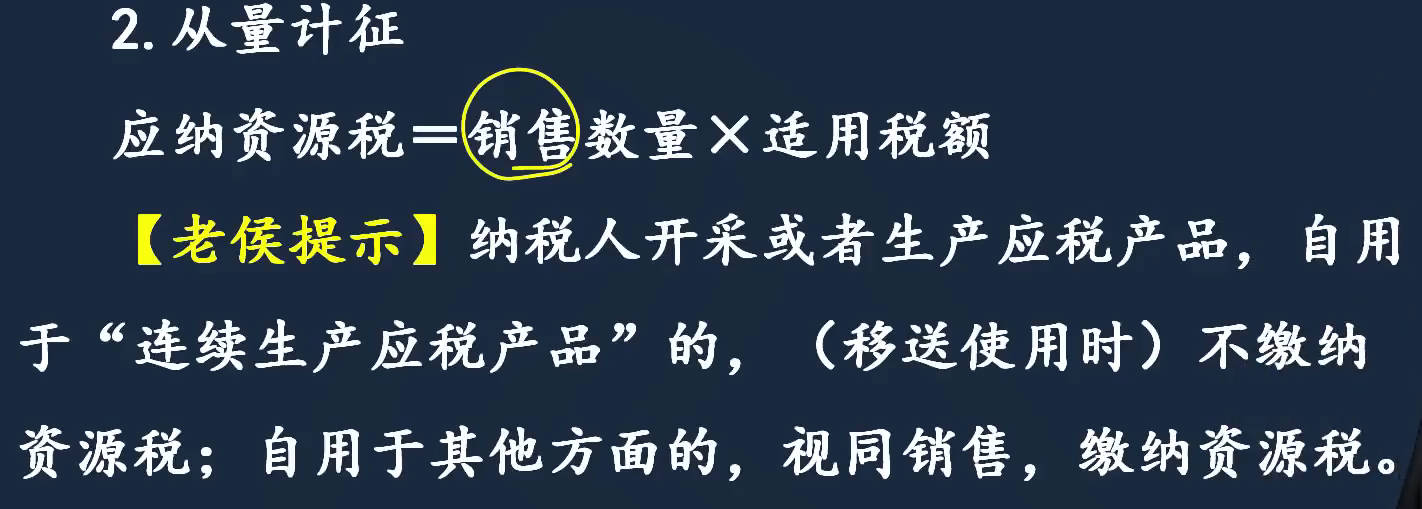 2. 从量计征
应纳资源税=销售数量×适用税额
【老侯提示】纳税人开采或者生产应税产品，自用
于“连续生产应税产品”的，（移送使用时）不缴纳
资源税；自用于其他方面的，视同销售，缴纳资源税。